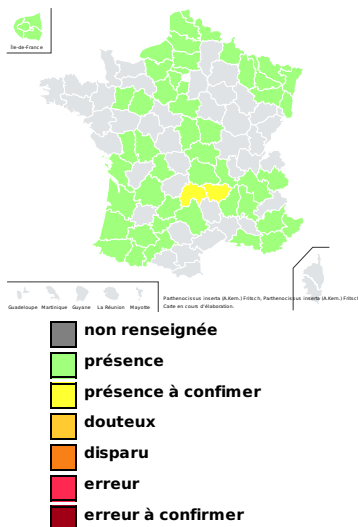 Île-de-France
Guadeloupe Martinique Guyane La Réunion Mayotte
Parthenocissus inserta (A.Kern.) Fritsch, Parthenocissus inserta (A.Kern.) Fritsch
Carte en cours d'élaboration.
non renseignée
présence
présence à confimer
douteux
disparu
erreur
erreur à confirmer